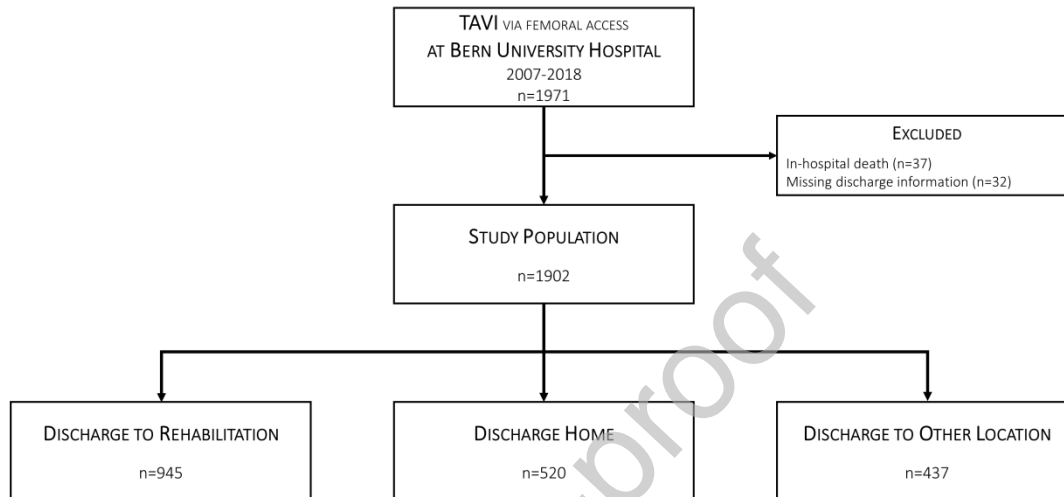 TAVI VIA FEMORAL ACCESS
AT BERN UNIVERSITY HOSPITAL
2007-2018
n=1971
EXCLUDED
In-hospital death (n=37)
Missing discharge information (n=32)
STUDY POPULATION
n=1902
DISCHARGE TO REHABILITATION
n=945
DISCHARGE HOME
n=520
DISCHARGE TO OTHER LOCATION
n=437
proof